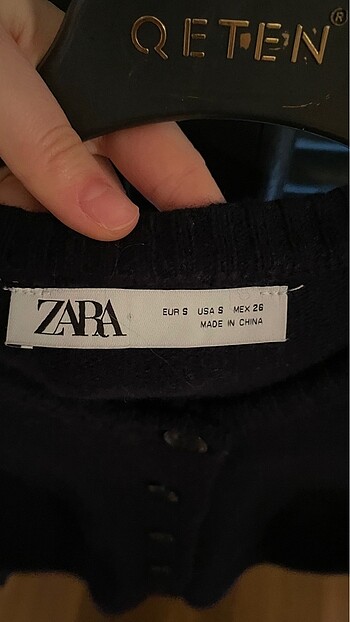 QETEN®
ZARA
EUR S USA S MEX 26
MADE IN CHINA